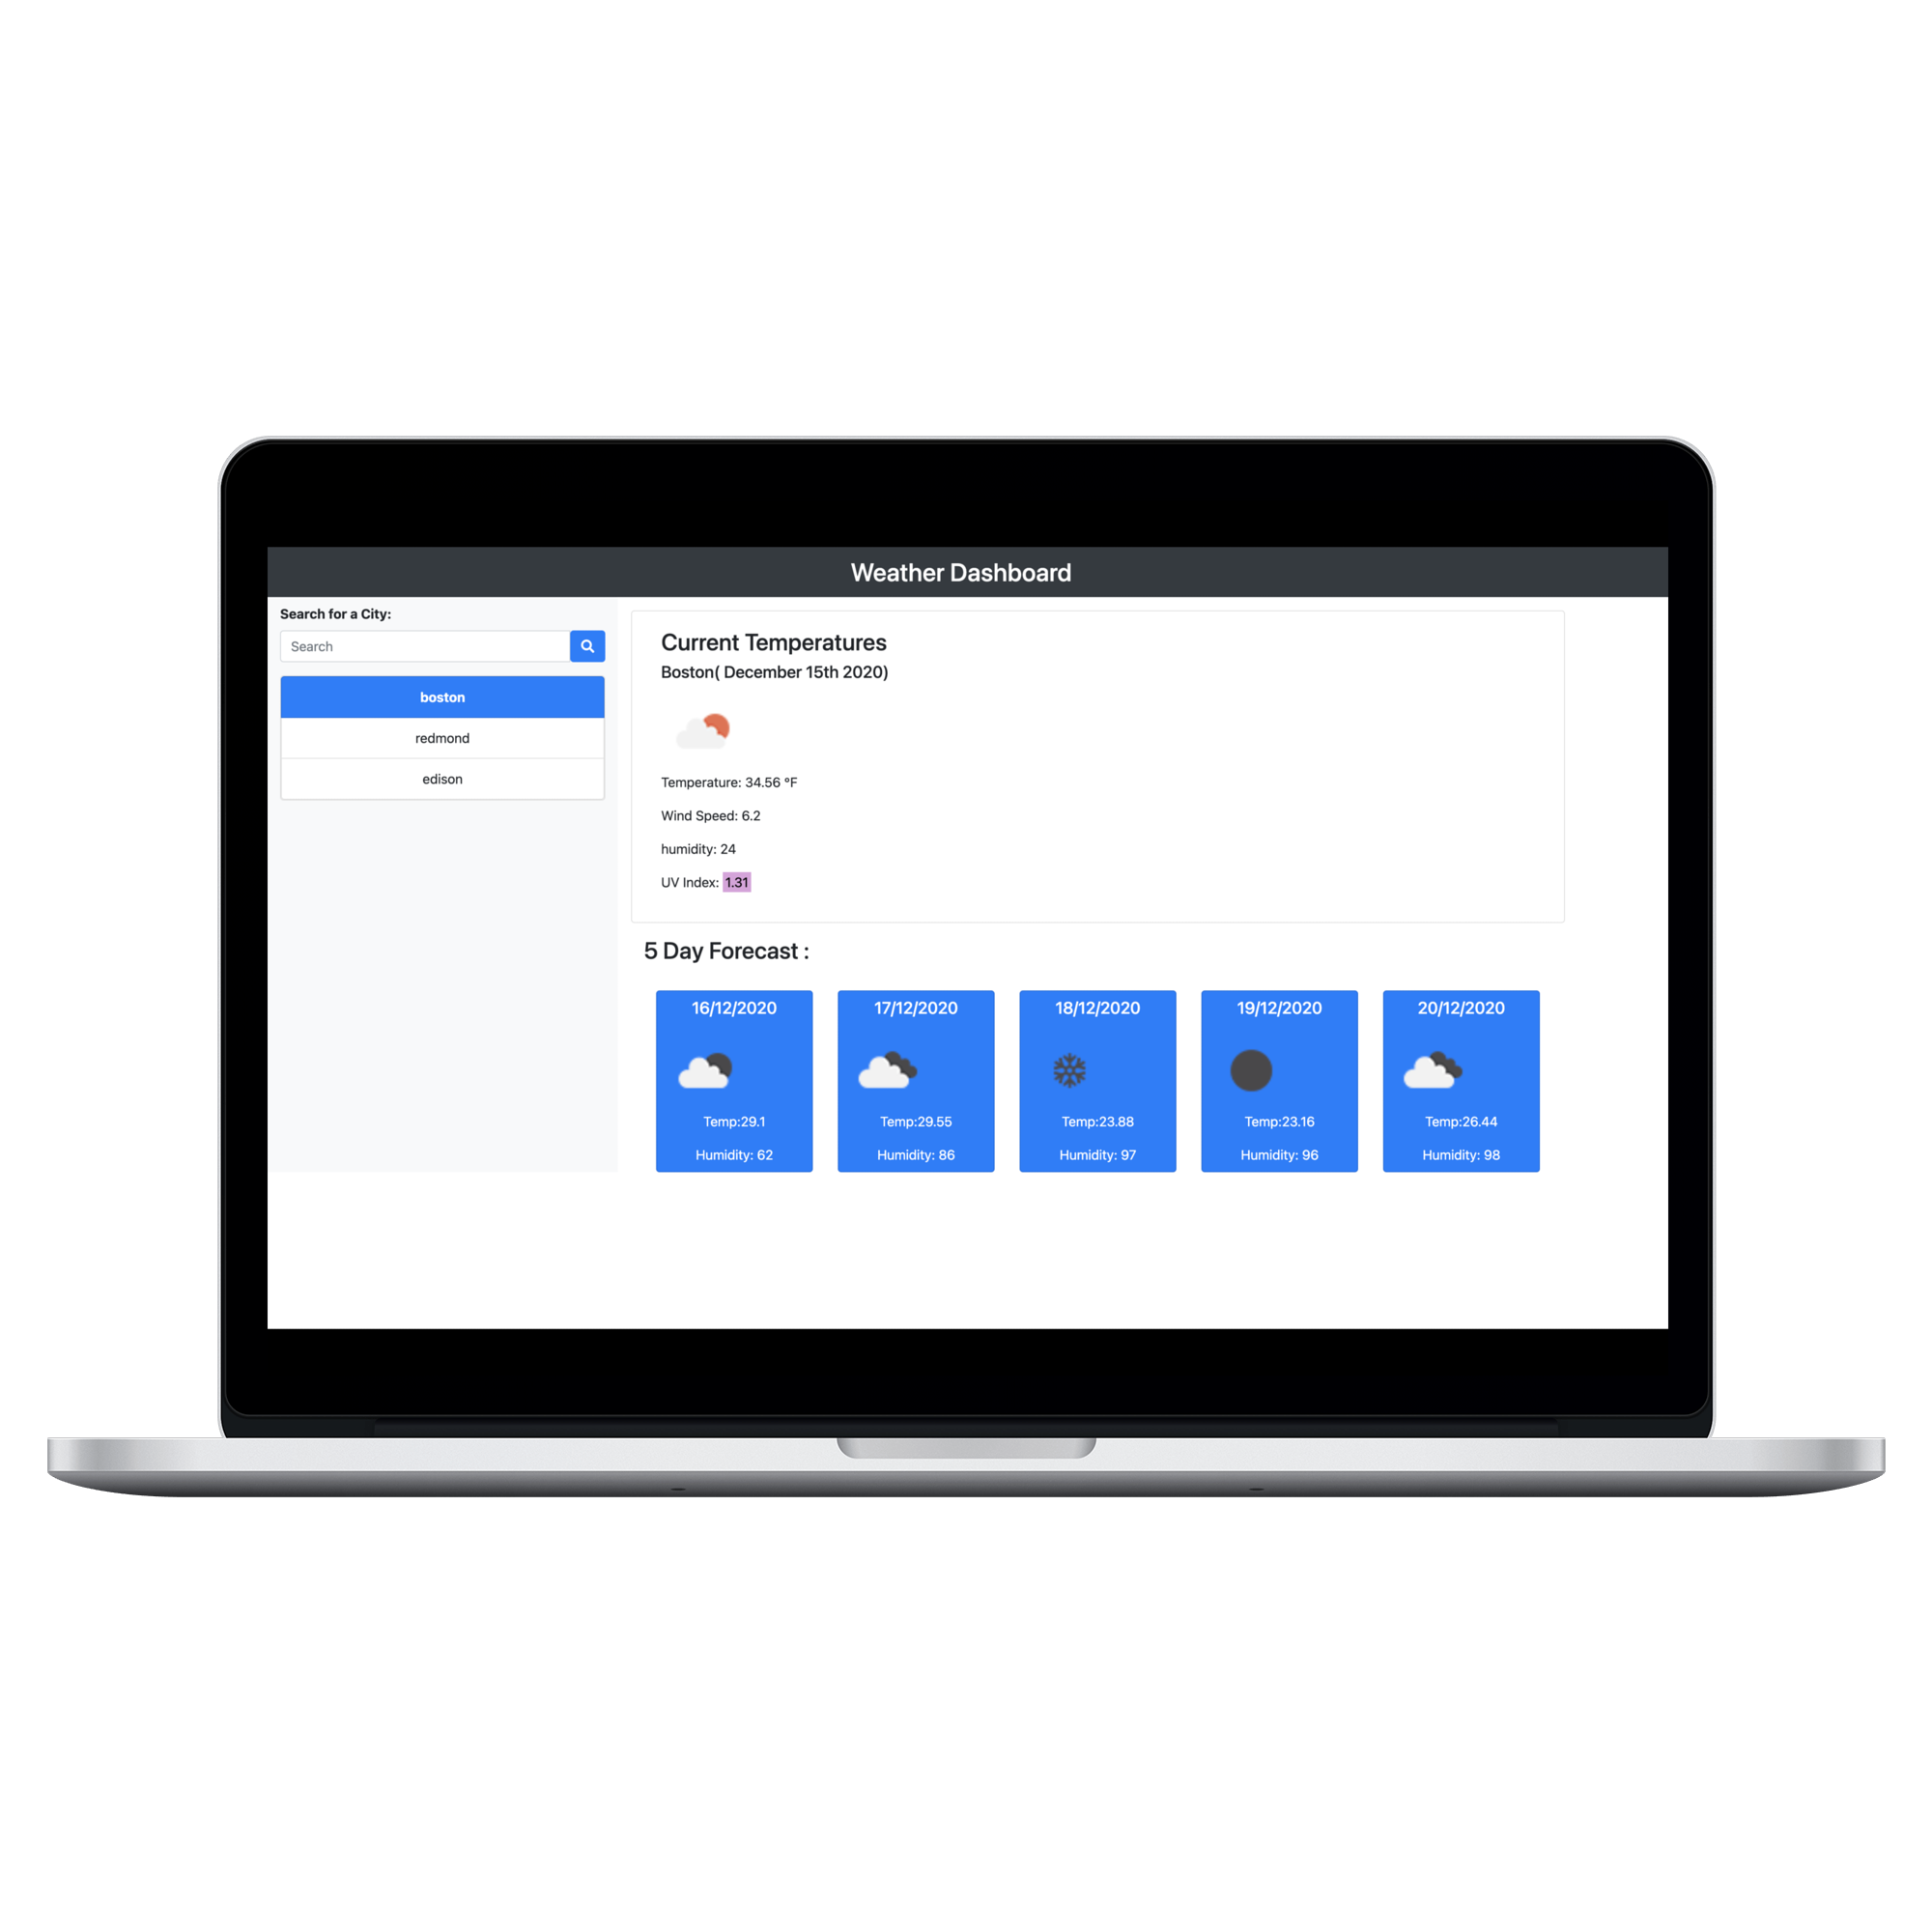 Weather Dashboard
Search for a City:
Search
boston
redmond
edison
Current Temperatures
Boston( December 15th 2020)
Temperature: 34.56 °F
Wind Speed: 6.2
humidity: 24
UV Index: 1.31
5 Day Forecast :
16/12/2020
Temp:29.1
Humidity: 62
17/12/2020
Temp:29.55
Humidity: 86
18/12/2020
Temp:23.88
Humidity: 97
19/12/2020
Temp:23.16
Humidity: 96
20/12/2020
Temp:26.44
Humidity: 98